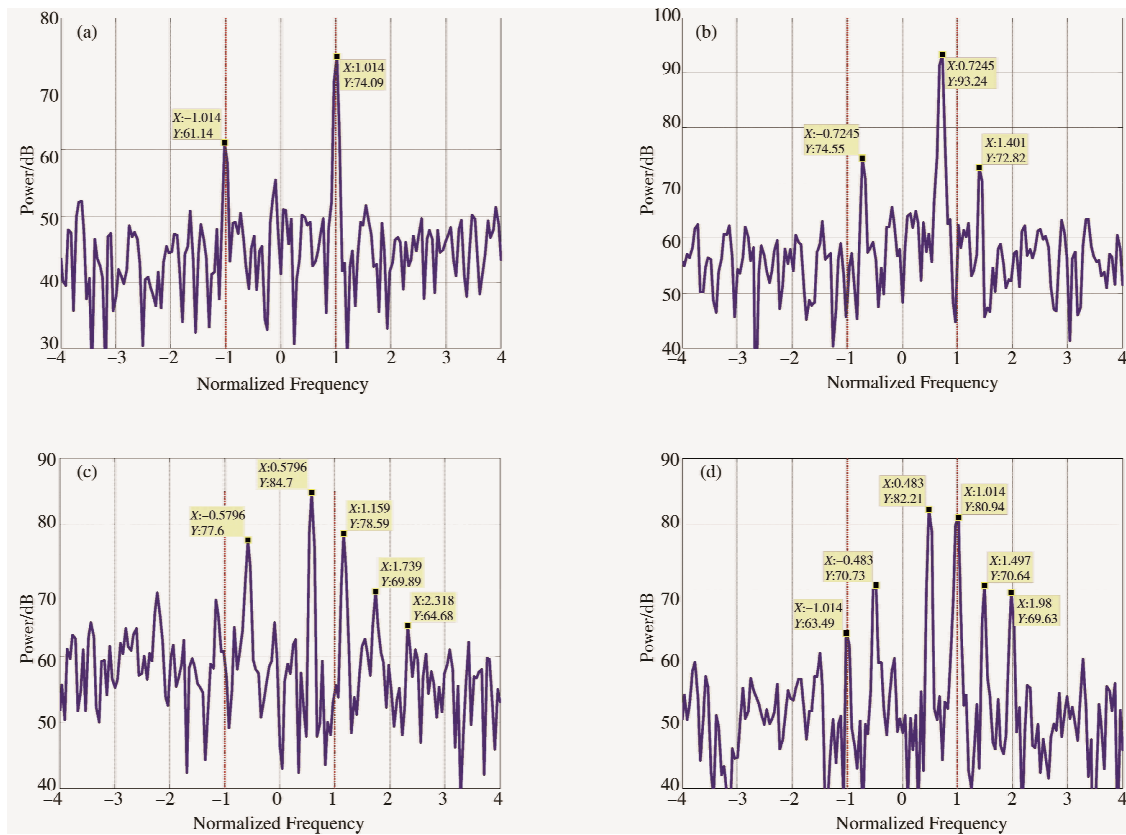 (a)
80
70
60
50
40
30
Power/dB
X:−1.014
Y:61.14
X:1.014
Y:74.09
−4 −3 −2 −1 0 1 2 3 4
Normalized Frequency
(b)
100
90
80
70
60
50
40
Power/dB
X:−0.7245
Y:74.55
X:0.7245
Y:93.24
X:1.401
Y:72.82
−4 −3 −2 −1 0 1 2 3 4
Normalized Frequency
(c)
90
80
70
60
50
40
Power/dB
X:−0.5796
Y:77.6
X:0.5796
Y:84.7
X:1.159
Y:78.59
X:1.739
Y:69.89
X:2.318
Y:64.68
−4 −3 −2 −1 0 1 2 3 4
Normalized Frequency
(d)
90
80
70
60
50
40
Power/dB
X:−1.014
Y:63.49
X:−0.483
Y:70.73
X:0.483
Y:82.21
X:1.014
Y:80.94
X:1.497
Y:70.64
X:1.98
Y:69.63
−4 −3 −2 −1 0 1 2 3 4
Normalized Frequency